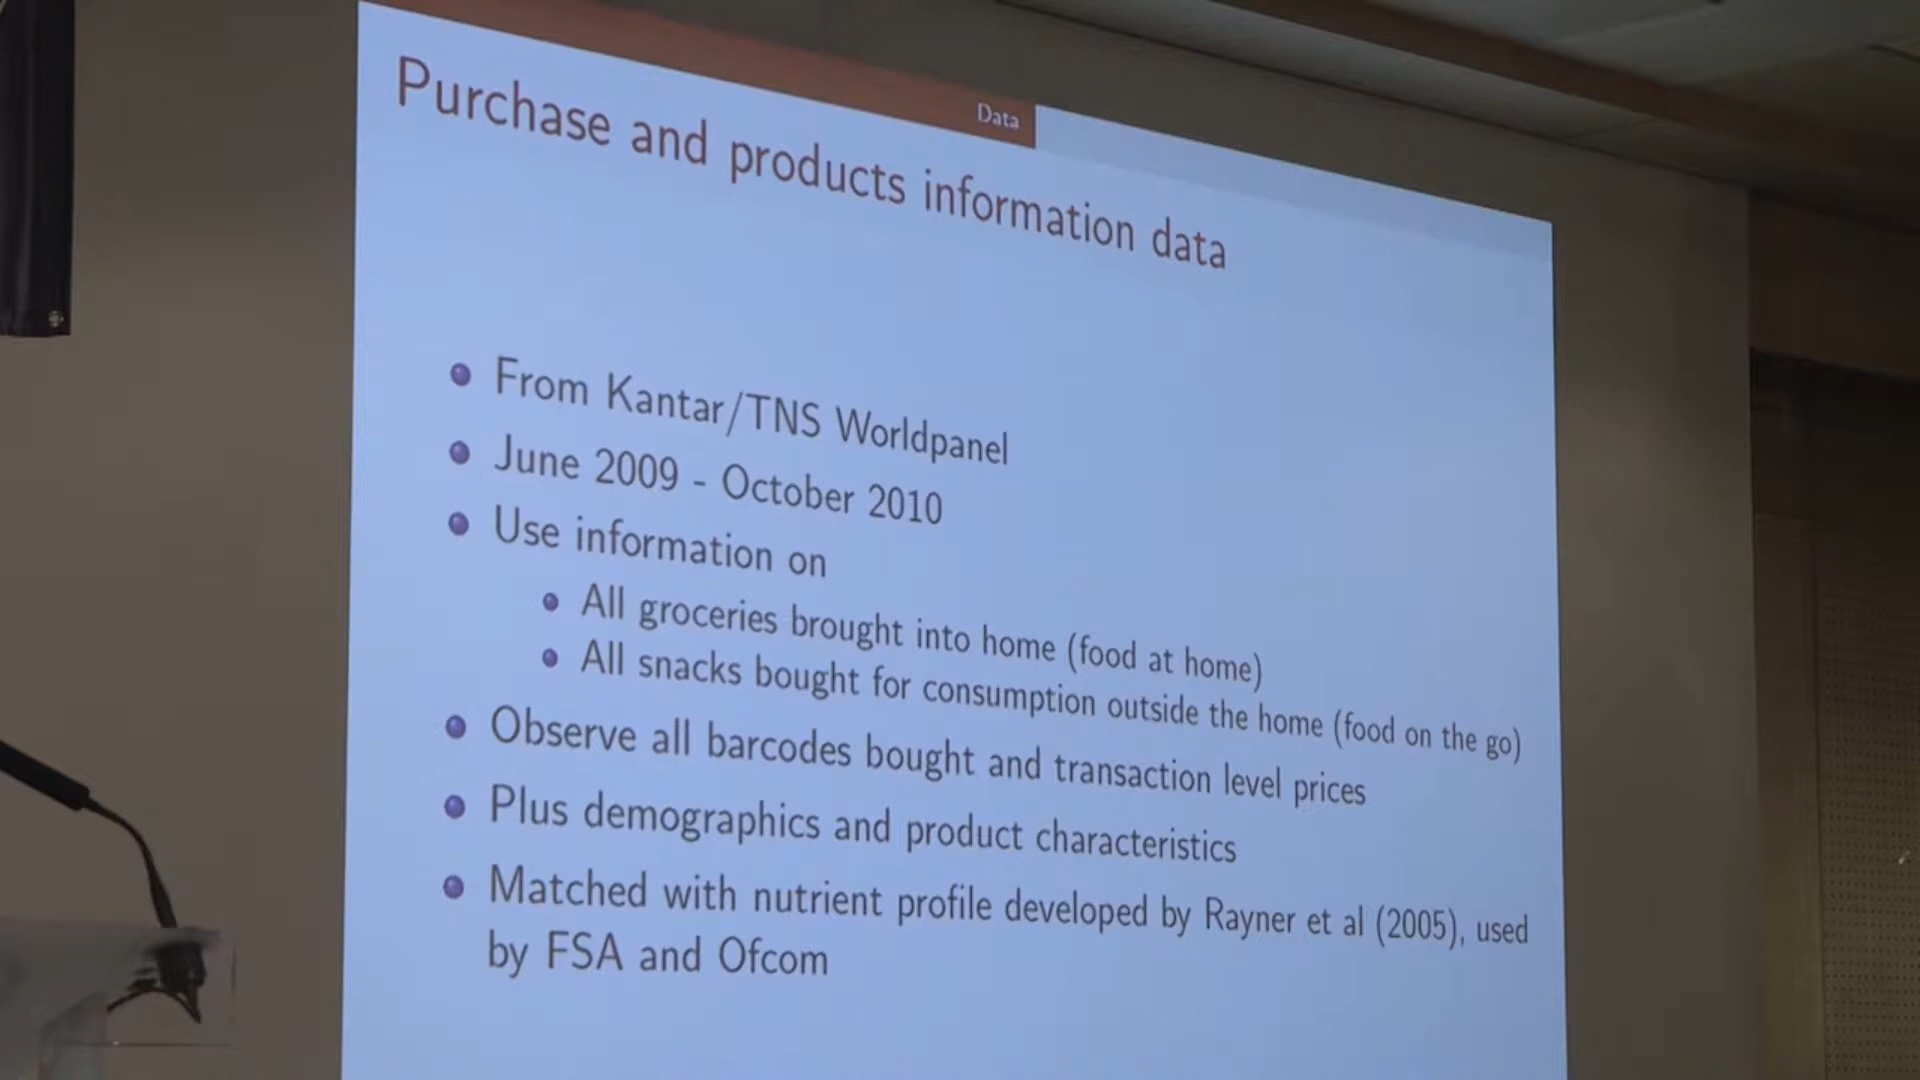 Data
Purchase and products information data
From Kantar/TNS Worldpanel
June 2009 - October 2010
Use information on
All groceries brought into home (food at home)
All snacks bought for consumption outside the home (food on the go)
Observe all barcodes bought and transaction level prices
Plus demographics and product characteristics
Matched with nutrient profile developed by Rayner et al (2005), used
by FSA and Ofcom